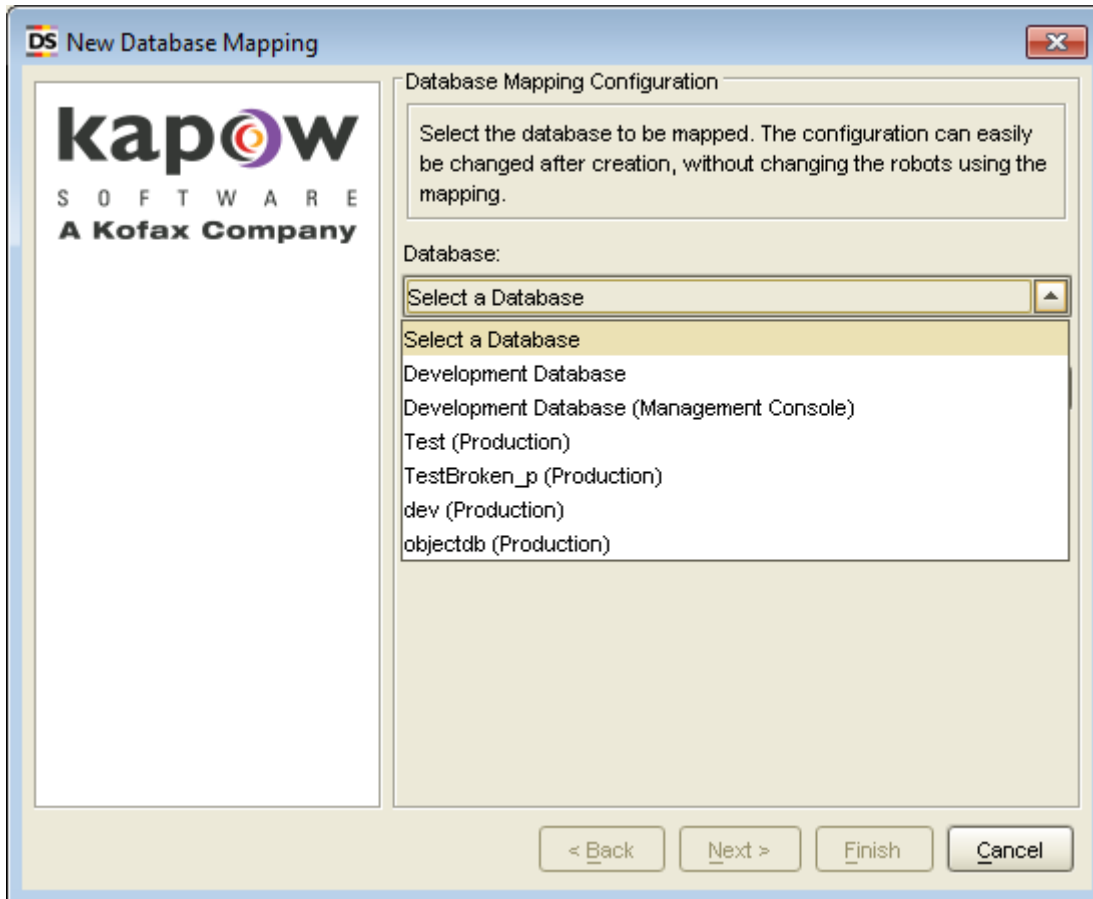 DS New Database Mapping
kapow
SOFTWARE
A Kofax Company
Database Mapping Configuration
Select the database to be mapped. The configuration can easily
be changed after creation, without changing the robots using the
mapping.
Database:
Select a Database
Select a Database
Development Database
Development Database (Management Console)
Test (Production)
TestBroken_p (Production)
dev (Production)
objectdb (Production)
< Back Next > Finish Cancel